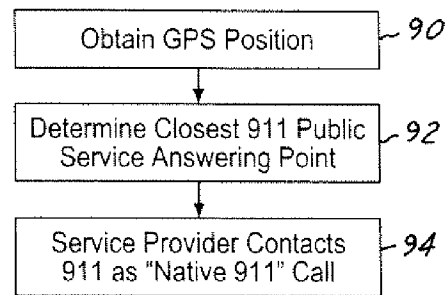 Obtain GPS Position 90
Determine Closest 911 Public 92
Service Answering Point
Service Provider Contacts 94
911 as "Native 911" Call